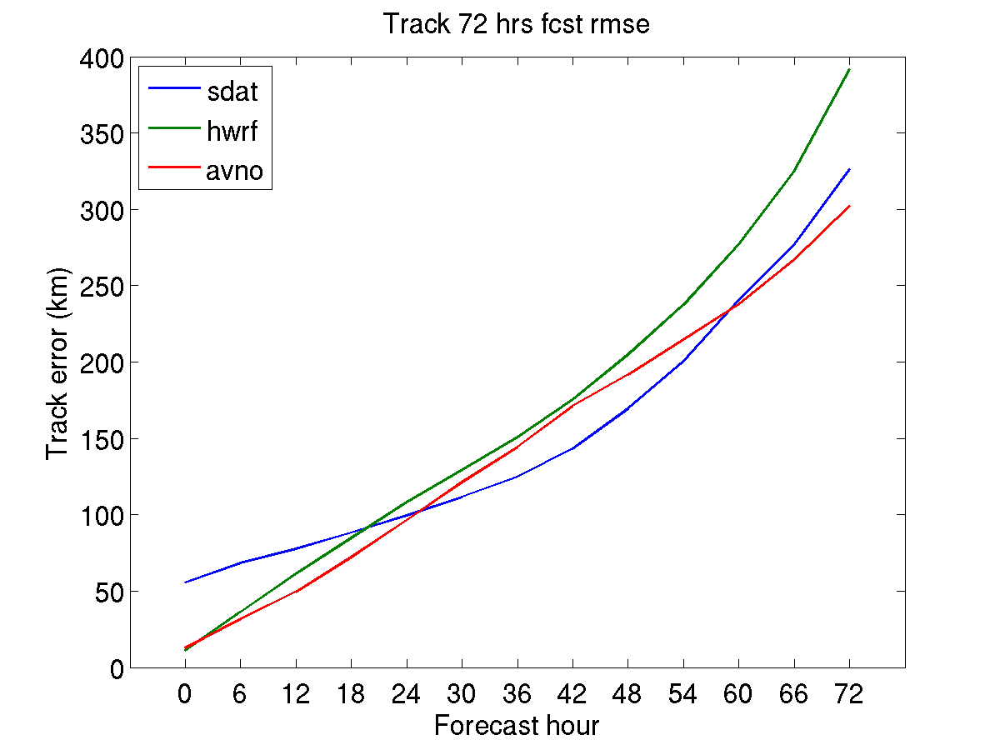 Track 72 hrs fcst rmse
400
350
300
250
200
150
100
50
0
sdat
hwrf
avno
Track error (km)
0 6 12 18 24 30 36 42 48 54 60 66 72
Forecast hour